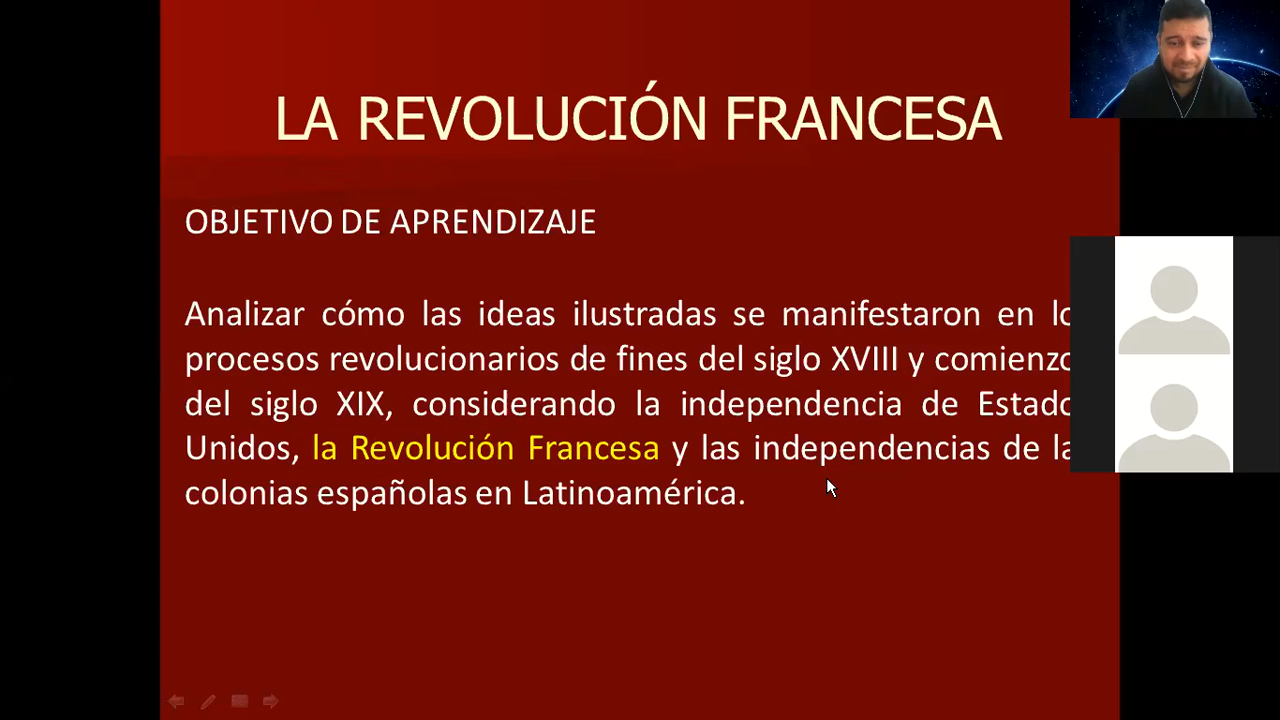 LA REVOLUCIÓN FRANCESA
OBJETIVO DE APRENDIZAJE
Analizar cómo las ideas ilustradas se manifestaron en
procesos revolucionarios de fines del siglo XVIII y
del siglo XIX, considerando la independencia de
Unidos, la Revolución Francesa y las independencias de
colonias españolas en Latinoamérica.